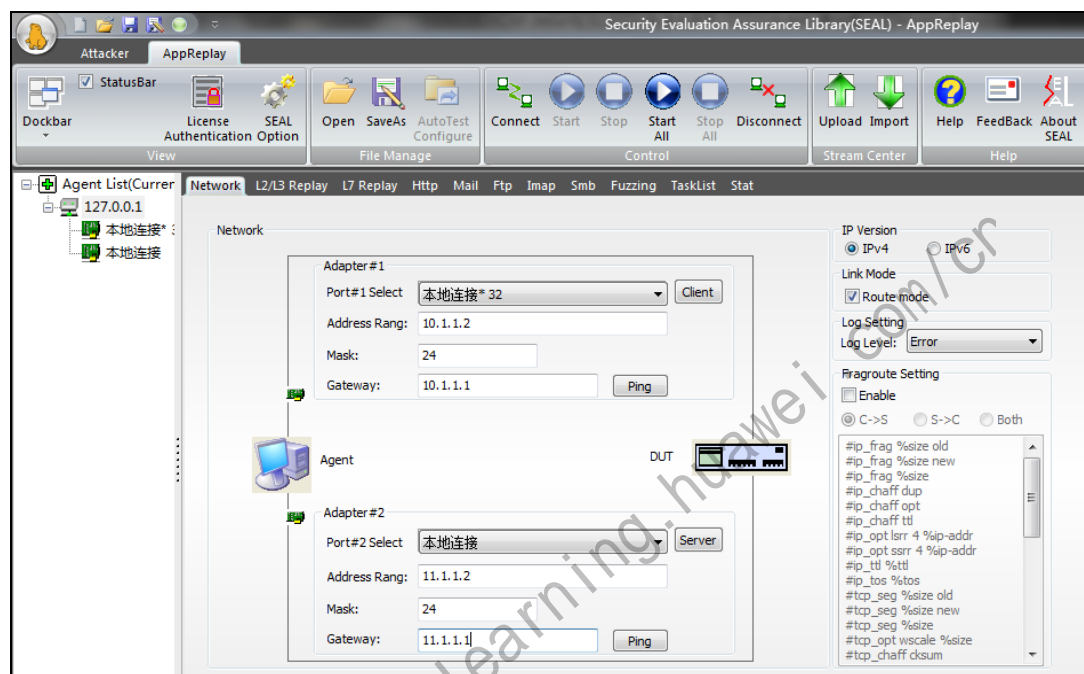 Security Evaluation Assurance Library(SEAL) - AppReplay
Attacker AppReplay
StatusBar
Dockbar
License Authentication
SEAL Option
View
Open SaveAs AutoTest Configure
File Manage
Connect Start Stop Start All Stop All Disconnect
Control
Upload Import
Stream Center
Help FeedBack About SEAL
Help
Agent List(Curren
127.0.0.1
本地连接* 3
本地连接
Network L2/L3 Replay L7 Replay Http Mail Ftp Imap Smb Fuzzing TaskList Stat
Network
Adapter#1
Port#1 Select 本地连接* 32 Client
Address Rang: 10.1.1.2
Mask: 24
Gateway: 10.1.1.1 Ping
Agent
DUT
Adapter#2
Port#2 Select 本地连接 Server
Address Rang: 11.1.1.2
Mask: 24
Gateway: 11.1.1.1 Ping
IP Version
IPv4 IPv6
Link Mode
Route mode
Log Setting
Log Level: Error
Fragroute Setting
Enable
C->S S->C Both
#ip_frag %size old
#ip_frag %size new
#ip_frag %size
#ip_chaff dup
#ip_chaff opt
#ip_chaff ttl
#ip_opt lsrr 4 %ip-addr
#ip_opt ssrr 4 %ip-addr
#ip_ttl %ttl
#ip_tos %tos
#tcp_seg %size old
#tcp_seg %size new
#tcp_seg %size
#tcp_opt wscale %size
#tcp_chaff cksum
learning.huawei.com/cr